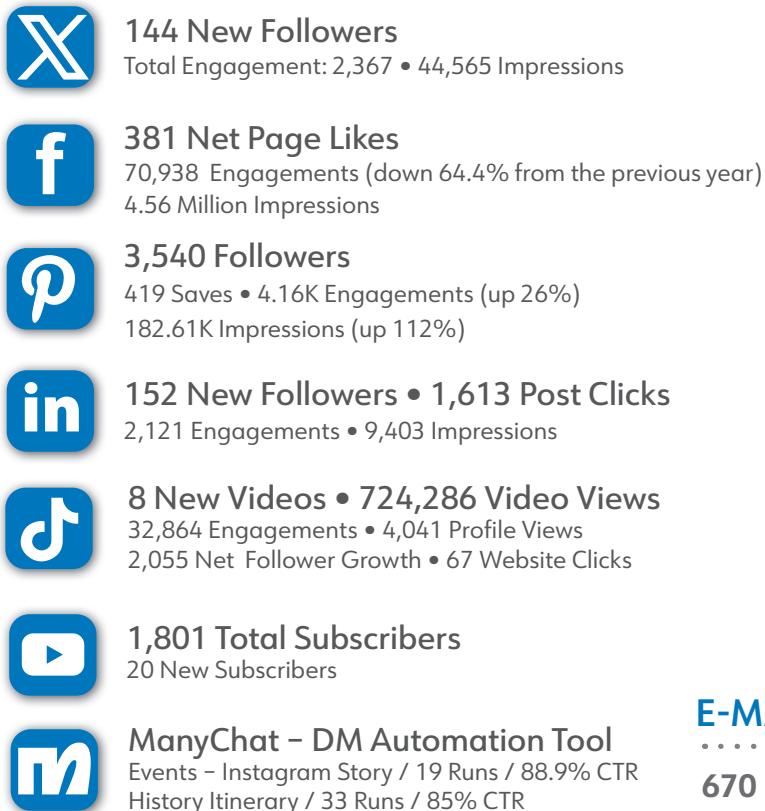 144 New Followers
Total Engagement: 2,367 • 44,565 Impressions
381 Net Page Likes
70,938 Engagements (down 64.4% from the previous year)
4.56 Million Impressions
3,540 Followers
419 Saves • 4.16K Engagements (up 26%)
182.61K Impressions (up 112%)
152 New Followers • 1,613 Post Clicks
2,121 Engagements • 9,403 Impressions
8 New Videos • 724,286 Video Views
32,864 Engagements • 4,041 Profile Views
2,055 Net Follower Growth • 67 Website Clicks
1,801 Total Subscribers
20 New Subscribers
ManyChat – DM Automation Tool
Events – Instagram Story / 19 Runs / 88.9% CTR
History Itinerary / 33 Runs / 85% CTR
E-M
670